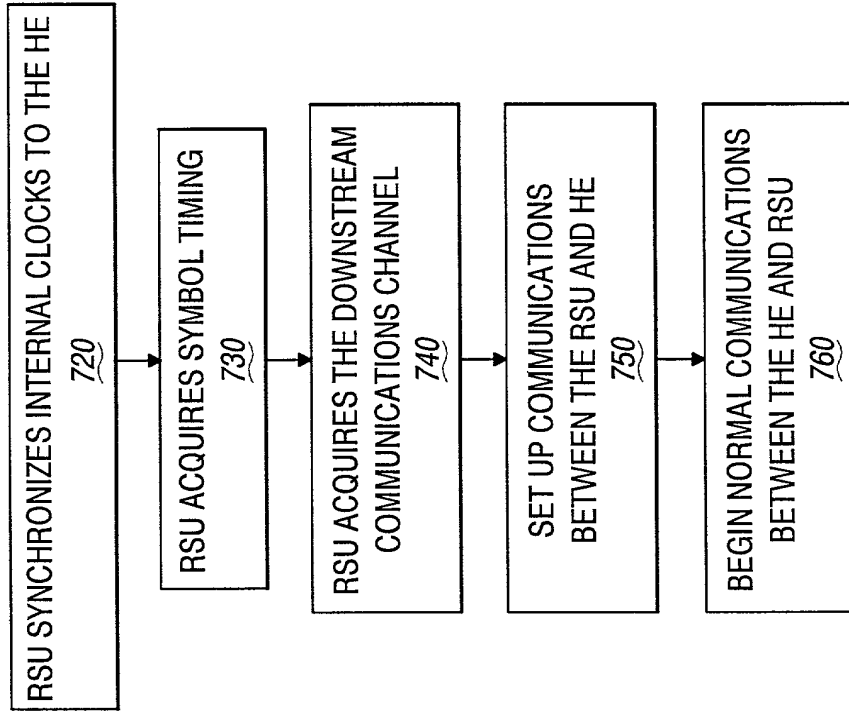 RSU SYNCHRONIZES INTERNAL CLOCKS TO THE HE
720
RSU ACQUIRES SYMBOL TIMING
730
RSU ACQUIRES THE DOWNSTREAM
COMMUNICATIONS CHANNEL
740
SET UP COMMUNICATIONS
BETWEEN THE RSU AND HE
750
BEGIN NORMAL COMMUNICATIONS
BETWEEN THE HE AND RSU
760